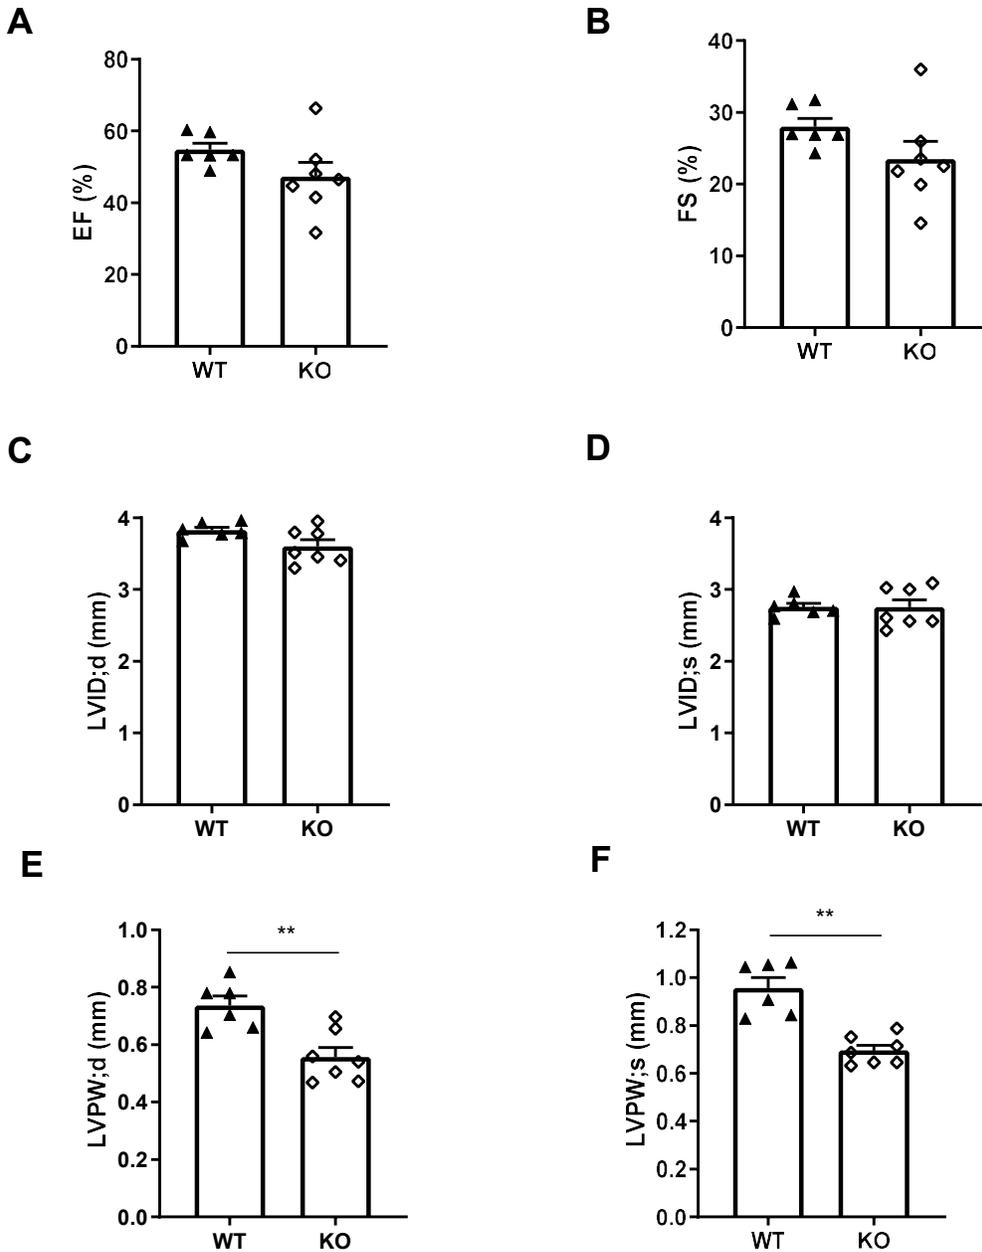 A
80
60
40
20
0
EF (%)
WT
KO
B
40
30
20
10
0
FS (%)
WT
KO
C
4
3
2
1
0
LVID;d (mm)
WT
KO
D
4
3
2
1
0
LVID;s (mm)
WT
KO
E
1.0
0.8
0.6
0.4
0.2
0.0
LVPW;d (mm)
**
WT
KO
F
1.2
1.0
0.8
0.6
0.4
0.2
0.0
LVPW;s (mm)
**
WT
KO